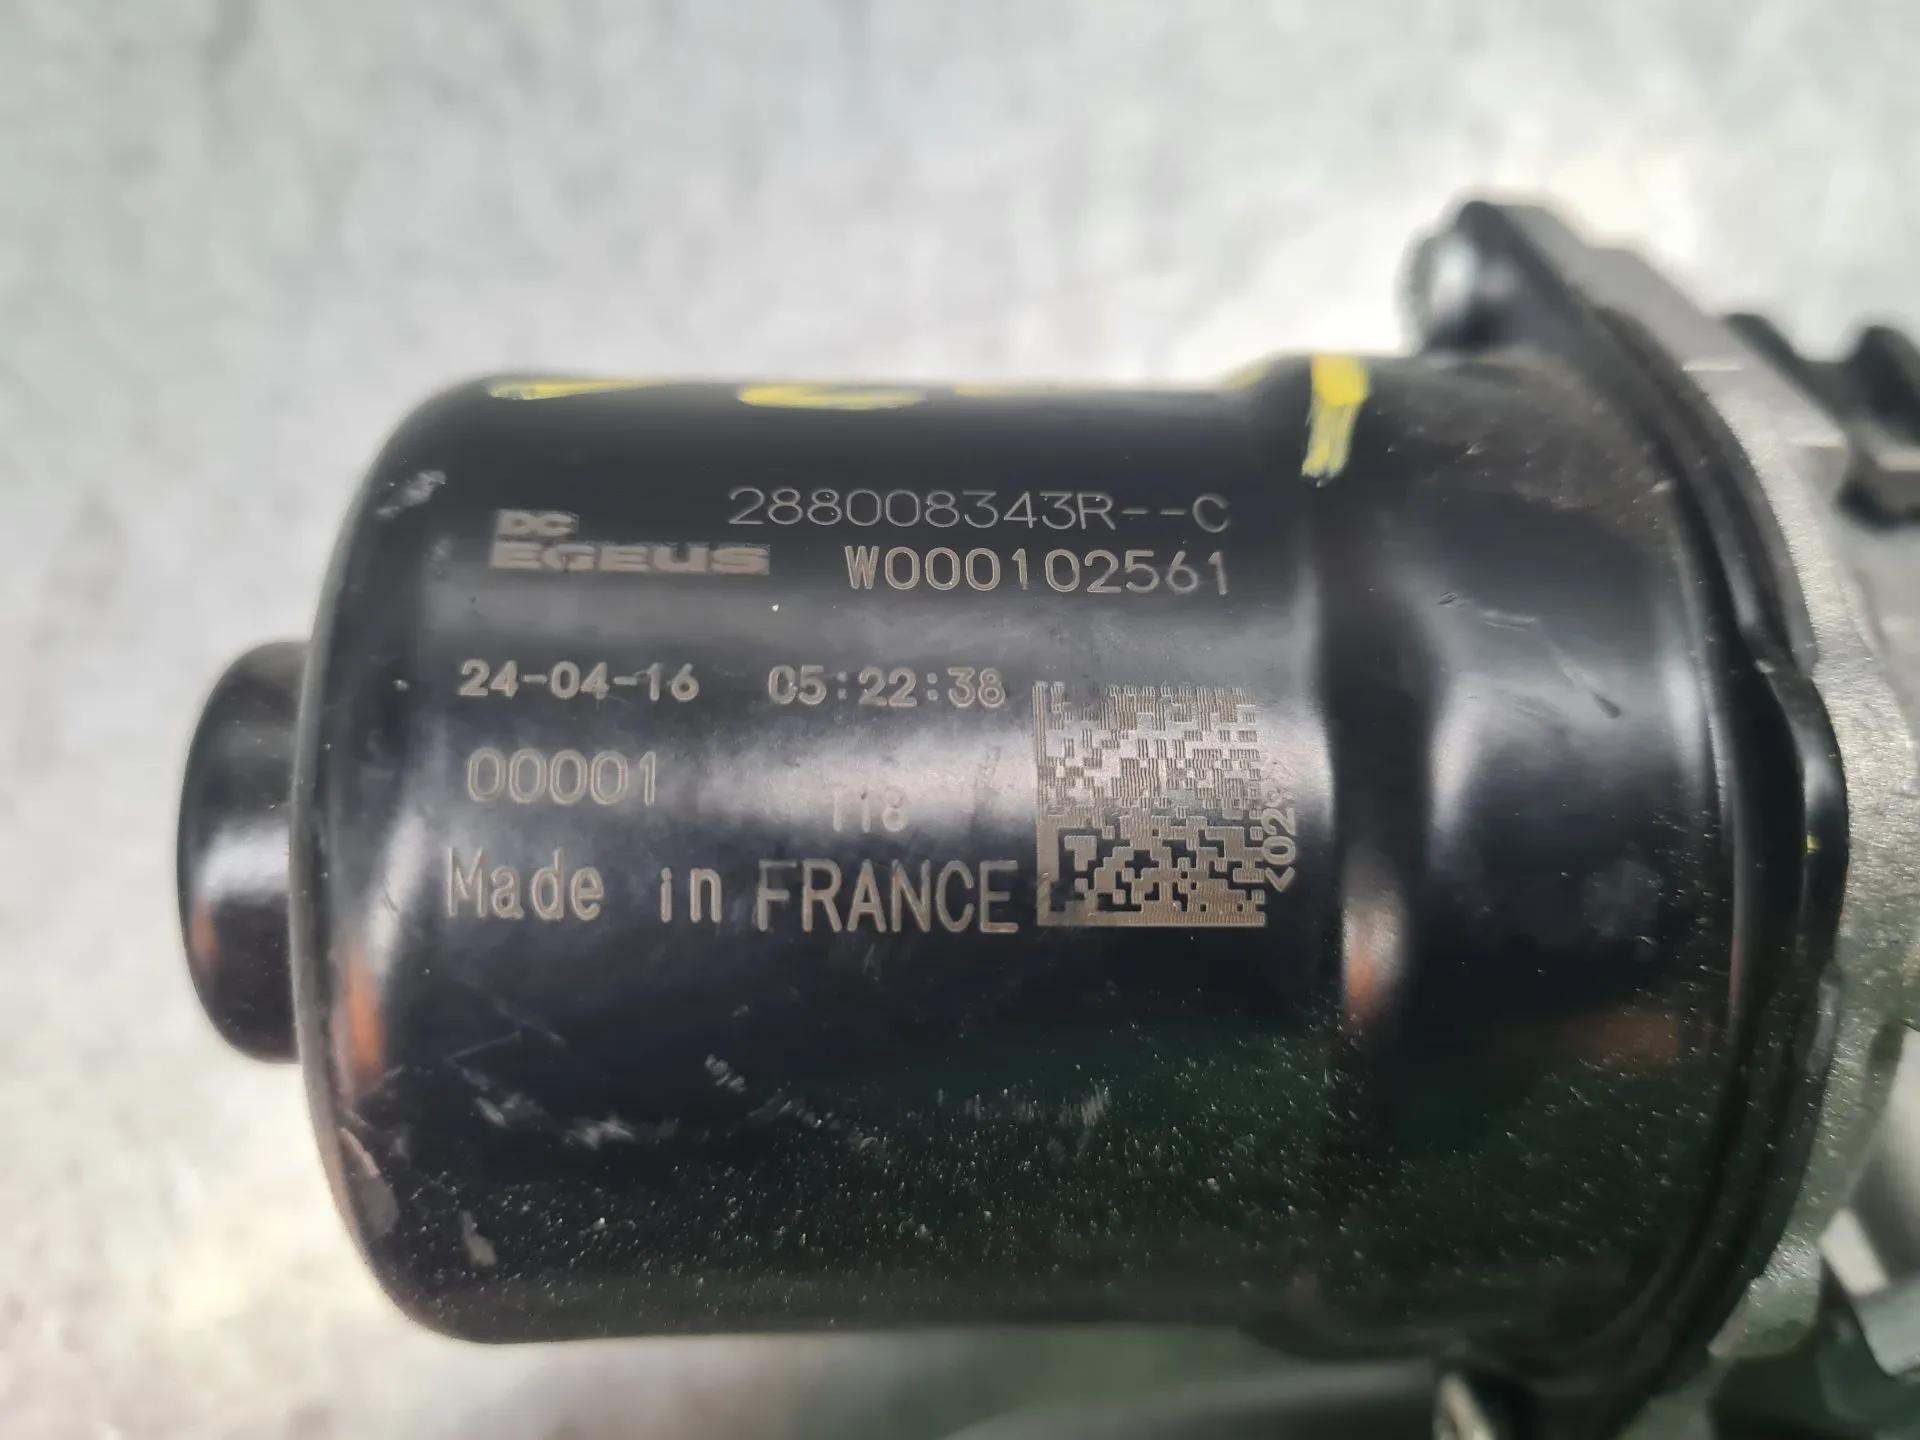 288008343R--C
DC
EGEUS
W000102561
24-04-16 05:22:38
00001 118
Made in FRANCE